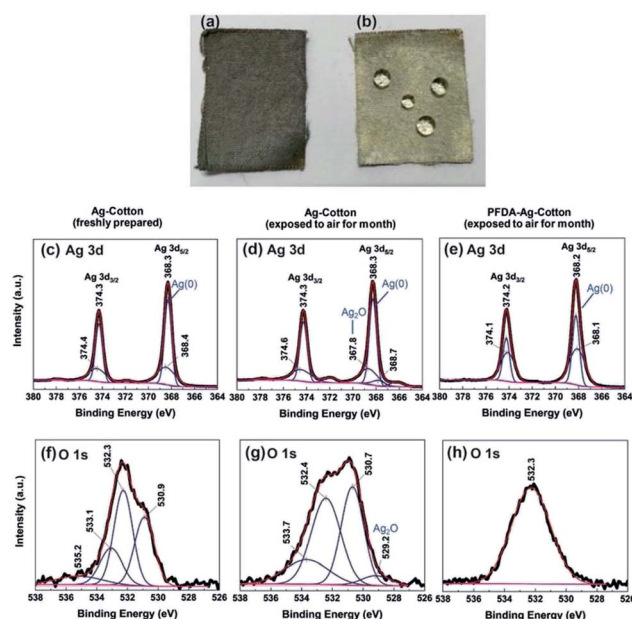 (a)
(b)
Ag-Cotton
(freshly prepared)
Ag-Cotton
(exposed to air for month)
PFDA-Ag-Cotton
(exposed to air for month)
(c) Ag 3d
Ag 3d5/2
368.3
Ag(0)
Ag 3d3/2
374.3
374.4
368.4
380 378 376 374 372 370 368 366 364
Binding Energy (eV)
Intensity (a.u.)
(d) Ag 3d
Ag 3d5/2
368.3
Ag(0)
Ag 3d3/2
374.3
Ag2O
367.8
374.6
368.7
380 378 376 374 372 370 368 366 364
Binding Energy (eV)
(e) Ag 3d
Ag 3d5/2
368.2
Ag(0)
Ag 3d3/2
374.2
374.1
368.1
380 378 376 374 372 370 368 366 364
Binding Energy (eV)
(f) O 1s
532.3
530.9
533.1
535.2
538 536 534 532 530 528 526
Binding Energy (eV)
Intensity (a.u.)
(g) O 1s
530.7
532.4
Ag2O
529.2
533.7
538 536 534 532 530 528 526
Binding Energy (eV)
(h) O 1s
532.3
538 536 534 532 530 528 526
Binding Energy (eV)